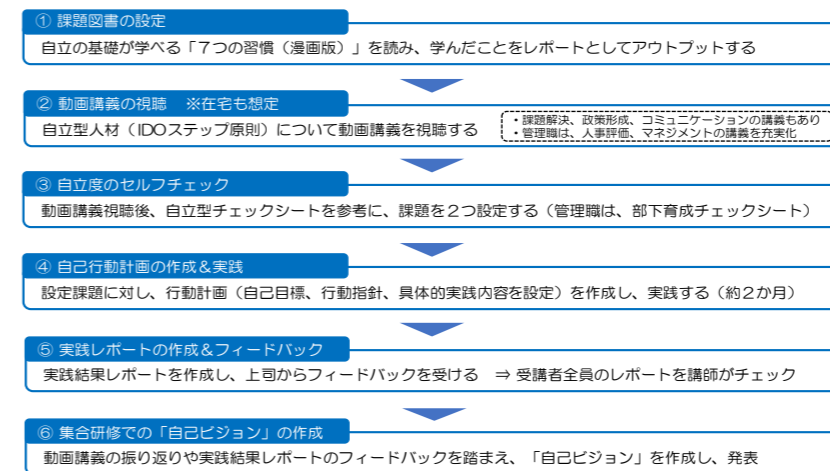 ① 課題図書の設定
自立の基礎が学べる「７つの習慣（漫画版）」を読み、学んだことをレポートとしてアウトプットする
② 動画講義の視聴　※在宅も想定
自立型人材（IDOステップ原則）について動画講義を視聴する
・課題解決、政策形成、コミュニケーションの講義もあり
・管理職は、人事評価、マネジメントの講義を充実化
③ 自立度のセルフチェック
動画講義視聴後、自立型チェックシートを参考に、課題を２つ設定する（管理職は、部下育成チェックシート）
④ 自己行動計画の作成＆実践
設定課題に対し、行動計画（自己目標、行動指針、具体的実践内容を設定）を作成し、実践する（約２か月）
⑤ 実践レポートの作成＆フィードバック
実践結果レポートを作成し、上司からフィードバックを受ける　⇒ 受講者全員のレポートを講師がチェック
⑥ 集合研修での「自己ビジョン」の作成
動画講義の振り返りや実践結果レポートのフィードバックを踏まえ、「自己ビジョン」を作成し、発表